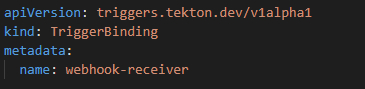 apiVersion: triggers.tekton.dev/v1alpha1
kind: TriggerBinding
metadata:
  name: webhook-receiver